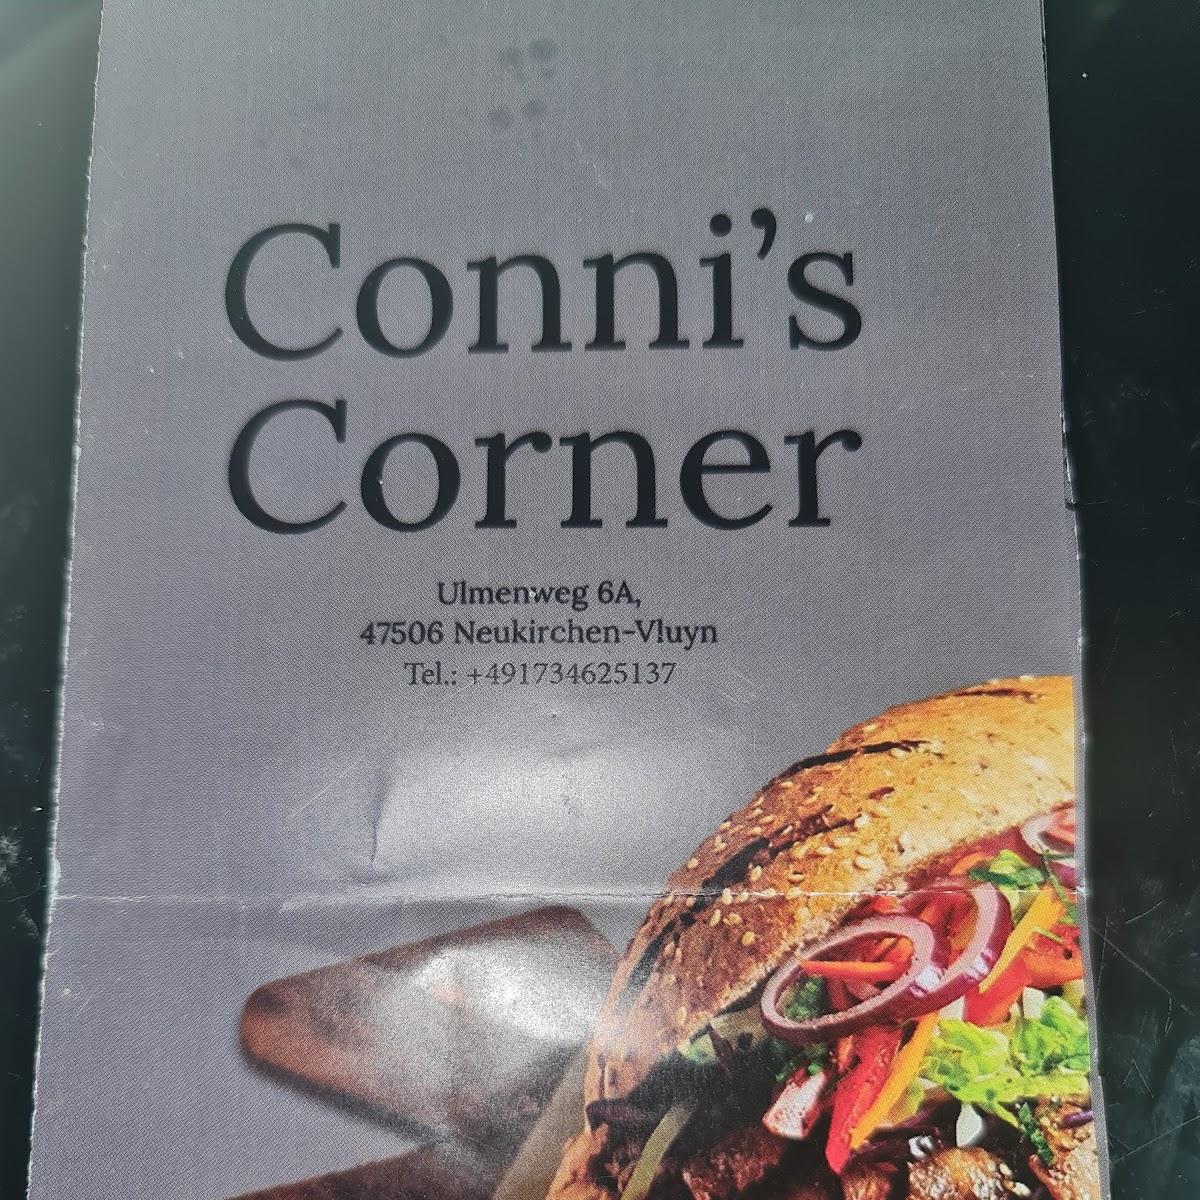 Conni’s
Corner
Ulmenweg 6A,
47506 Neukirchen-Vluyn
Tel.: +491734625137